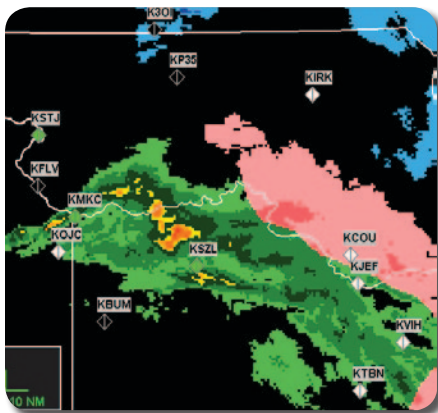 K3OI
KP35
KIRK
KSTJ
KFLV
KMKC
KOJC
KSZL
KCOU
KJEF
KBUM
KVIH
KTBN
10 NM